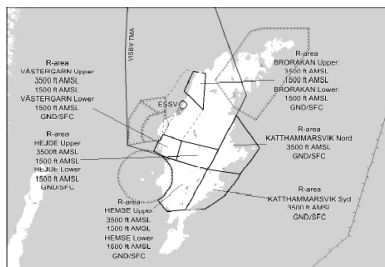 VISBY TMA
R-area
VÄSTERGARN Upper
3500 ft AMSL
1500 ft AMSL
VÄSTERGARN Lower
1500 ft AMSL
GND/SFC
R-area
HEJDE Upper
3500ft AMSL
1500 ft AMSL
HEJDE Lower
1500 ft AMSL
GND/SFC
R-area
HEMSE Upper
3500 ft AMSL
1500 ft AMSL
HEMSE Lower
1500 ft AMSL
GND/SFC
ESSV
R-area
BRORAKAN Upper
3500 ft AMSL
1500 ft AMSL
BRORAKAN Lower
1500 ft AMSL
GND/SFC
R-area
KATTHAMMARSVIK Nord
3500 ft AMSL
GND/SFC
R-area
KATTHAMMARSVIK Syd
3500 ft AMSL
GND/SFC